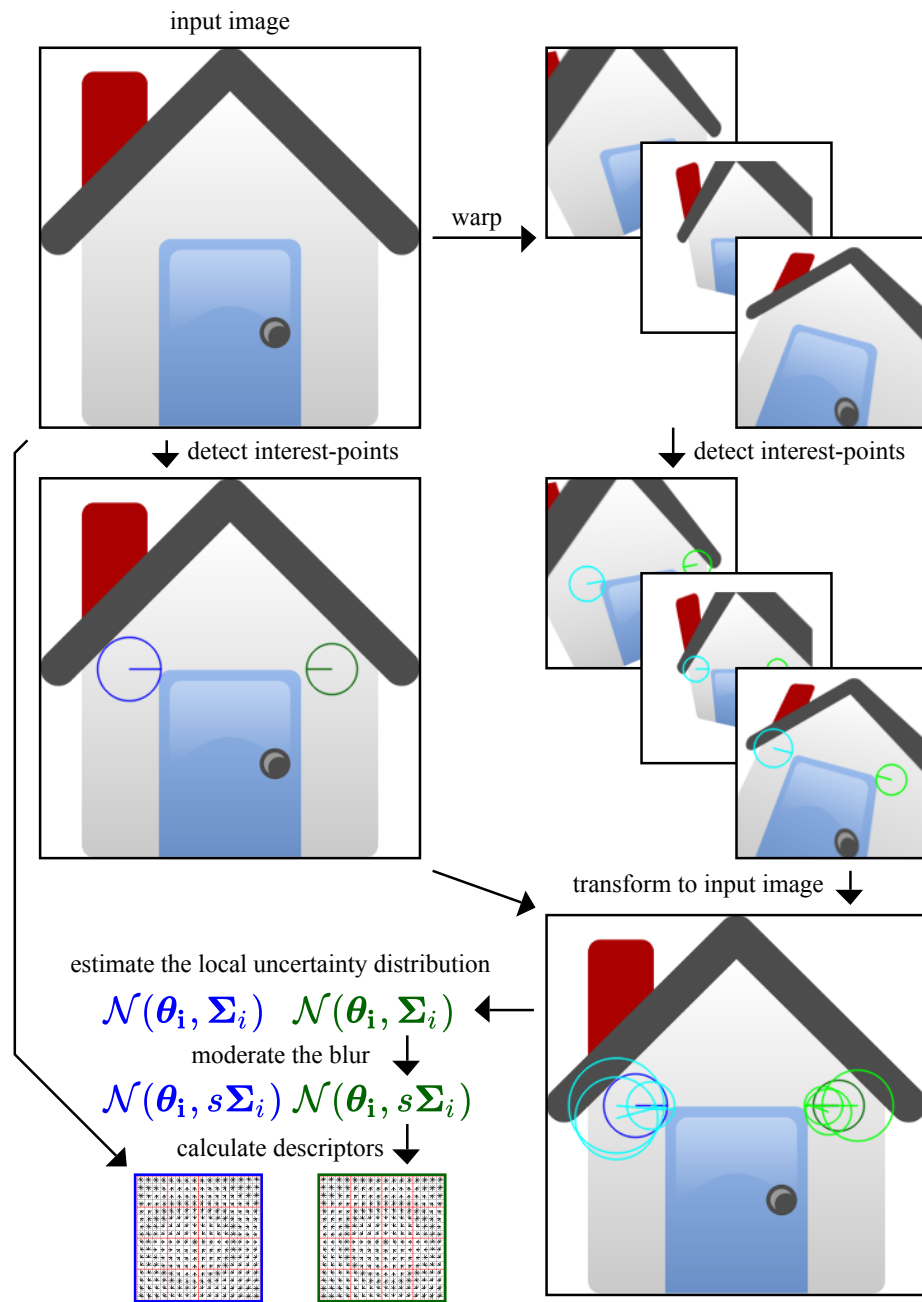 input image
warp
detect interest-points
detect interest-points
transform to input image
estimate the local uncertainty distribution
𝒩(θᵢ, Σᵢ) 𝒩(θᵢ, Σᵢ)
moderate the blur
𝒩(θᵢ, sΣᵢ) 𝒩(θᵢ, sΣᵢ)
calculate descriptors